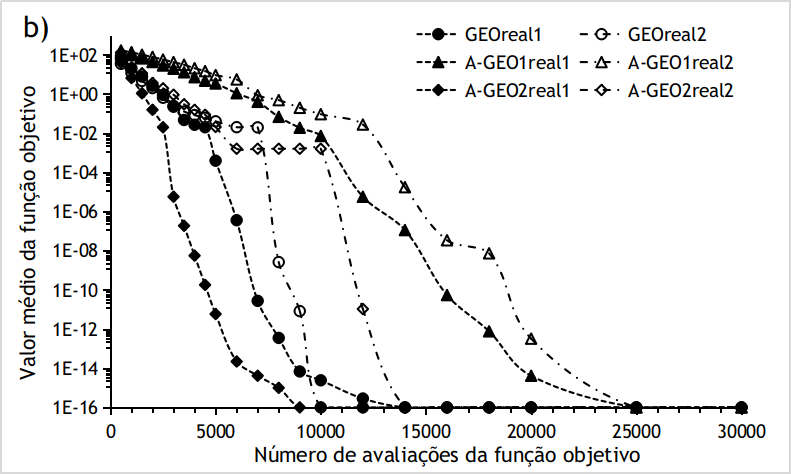 b)
GEOreal1 GEOreal2
A-GEO1real1 A-GEO1real2
A-GEO2real1 A-GEO2real2
Valor médio da função objetivo
1E+02
1E+00
1E-02
1E-04
1E-06
1E-08
1E-10
1E-12
1E-14
1E-16
0 5000 10000 15000 20000 25000 30000
Número de avaliações da função objetivo